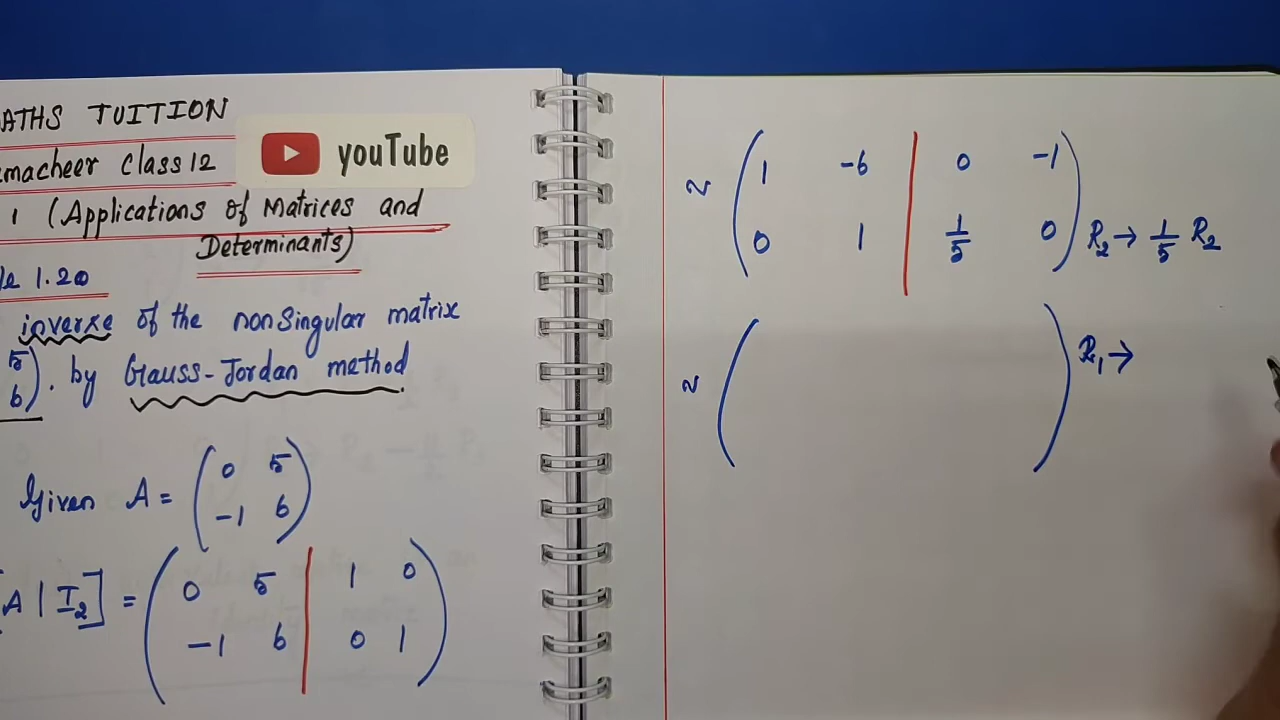 ATHS TUITION
youTube
macheer Class 12
1 (Applications of Matrices and
Determinants)
le 1.20
inverse of the nonSingular matrix
5
6). by Gauss-Jordan method
Given A = (0 5
-1 6)
A | I₂] = (0 5 | 1 0
-1 6 | 0 1)
~ (1 -6 | 0 -1
0 1 | 1/5 0) R₂ → 1/5 R₂
~ ( ) R₁ →